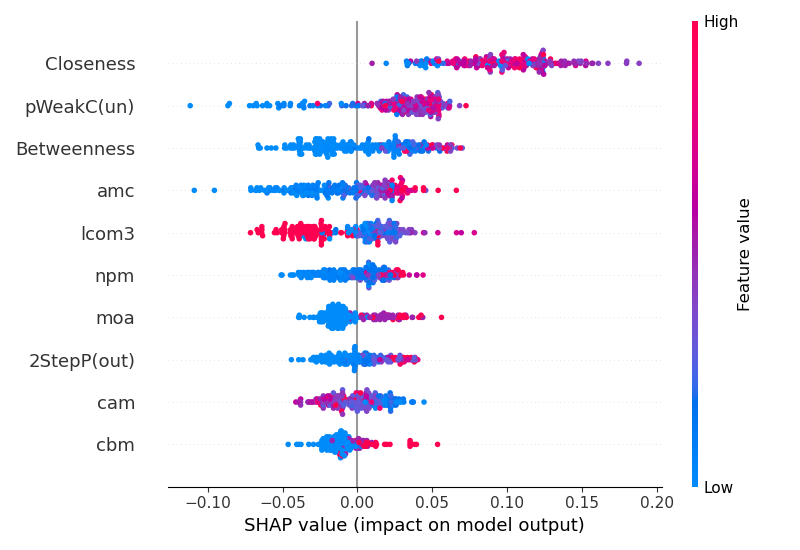 High
Closeness
pWeakC(un)
Betweenness
amc
lcom3
npm
moa
2StepP(out)
cam
cbm
Feature value
Low
−0.10 −0.05 0.00 0.05 0.10 0.15 0.20
SHAP value (impact on model output)